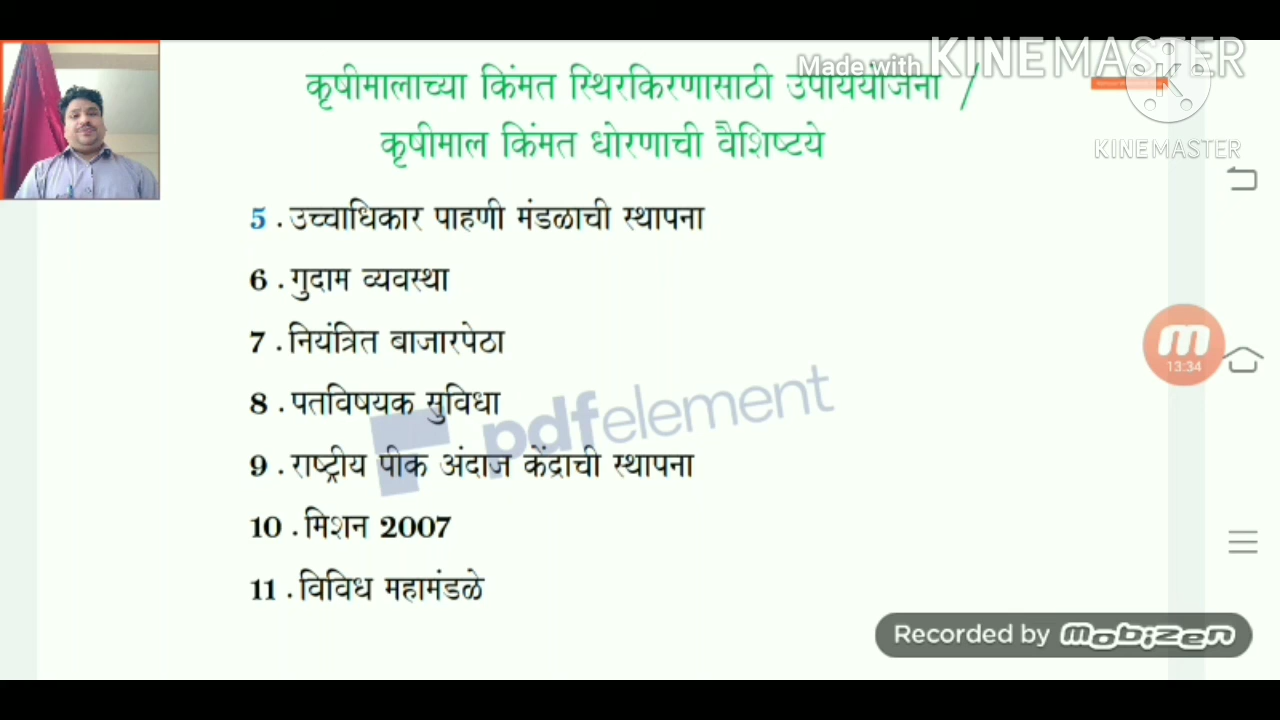 Made with KINEMASTER
कृषीमालाच्या किंमत स्थिरकिरणासाठी उपाययोजना /
कृषीमाल किंमत धोरणाची वैशिष्टये
KINEMASTER
5 . उच्चाधिकार पाहणी मंडळाची स्थापना
6 . गुदाम व्यवस्था
7 . नियंत्रित बाजारपेठा
13:34
8 . पतविषयक सुविधा
pdfelement
9 . राष्ट्रीय पीक अंदाज केंद्राची स्थापना
10 . मिशन 2007
11 . विविध महामंडळे
Recorded by mobizen